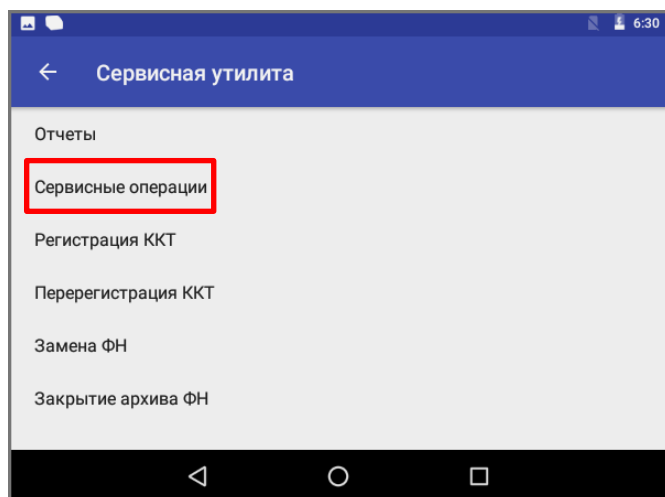 6:30
Сервисная утилита
Отчеты
Сервисные операции
Регистрация ККТ
Перерегистрация ККТ
Замена ФН
Закрытие архива ФН